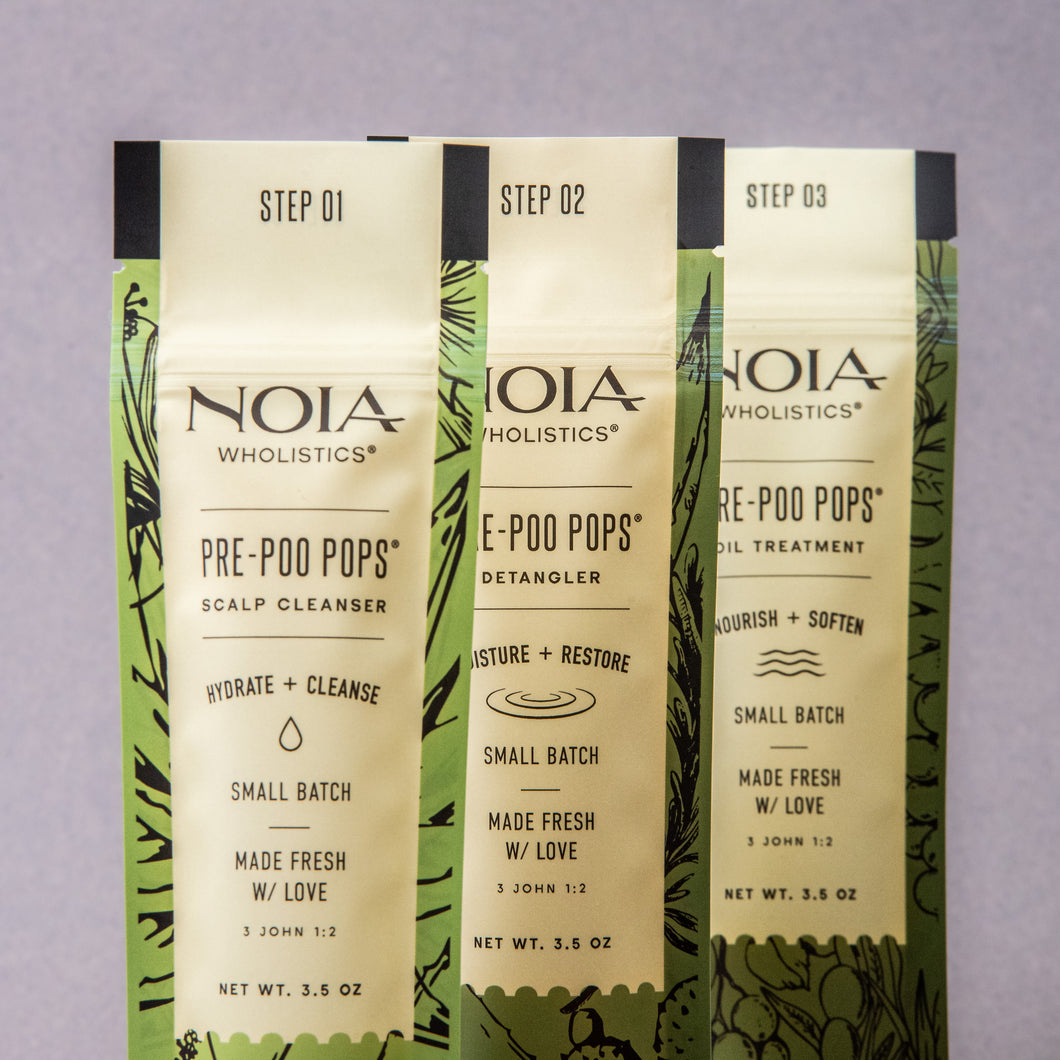 STEP 01
NOIA
WHOLISTICS®
PRE-POO POPS®
SCALP CLEANSER
HYDRATE + CLEANSE
SMALL BATCH
MADE FRESH
W/ LOVE
3 JOHN 1:2
NET WT. 3.5 OZ
STEP 02
OIA
HOLISTICS®
E-POO POPS®
DETANGLER
ISTURE + RESTORE
SMALL BATCH
MADE FRESH
W/ LOVE
3 JOHN 1:2
NET WT. 3.5 OZ
STEP 03
NOIA
WHOLISTICS®
RE-POO POPS®
OIL TREATMENT
NOURISH + SOFTEN
SMALL BATCH
MADE FRESH
W/ LOVE
3 JOHN 1:2
NET WT. 3.5 OZ